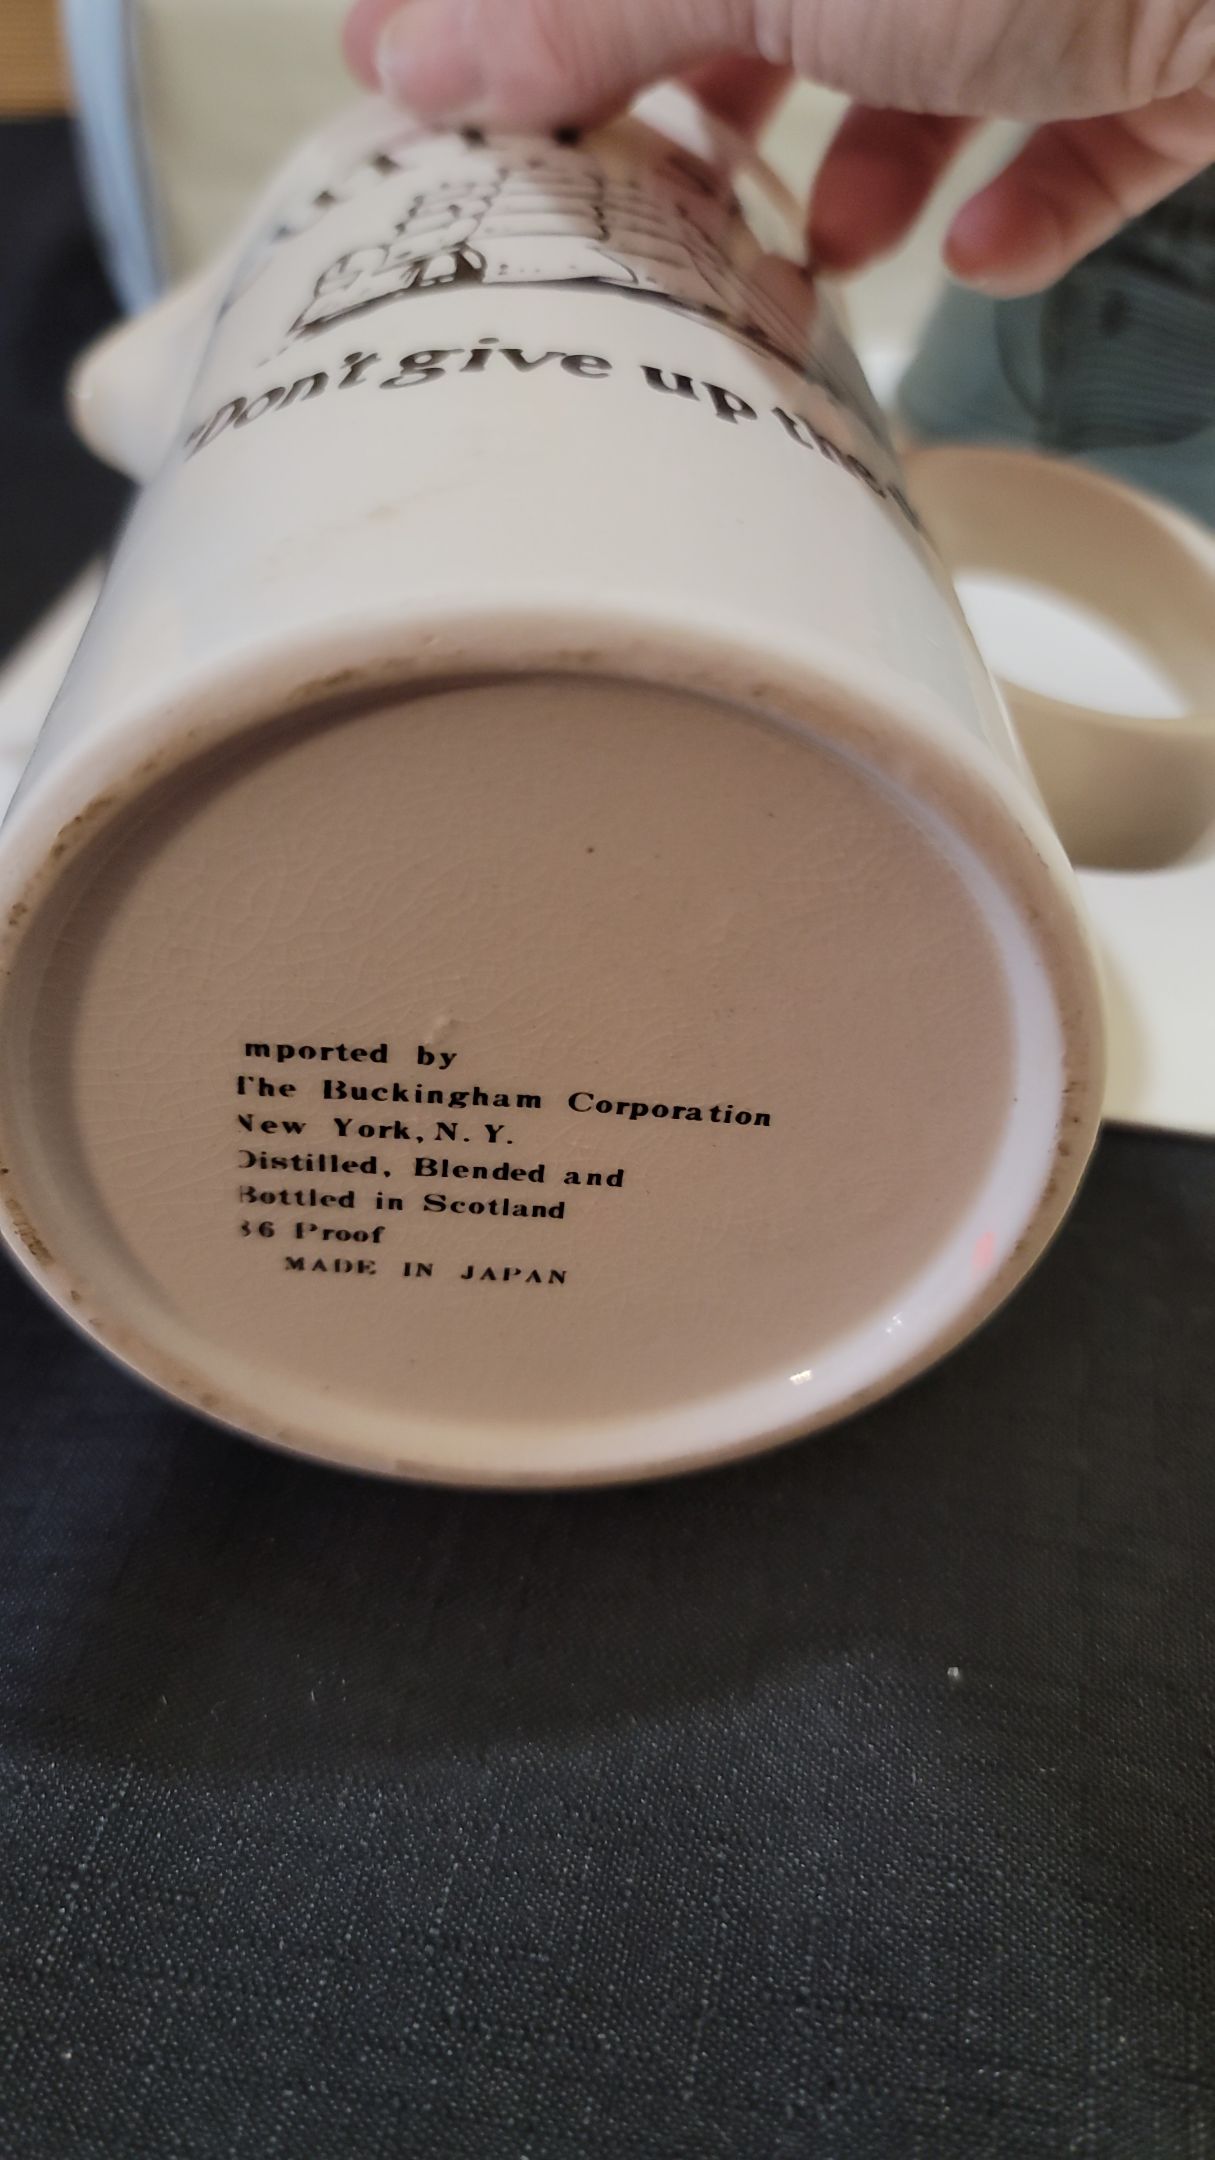 "Don't give up the
mported by
The Buckingham Corporation
New York, N. Y.
Distilled, Blended and
Bottled in Scotland
86 Proof
MADE IN JAPAN